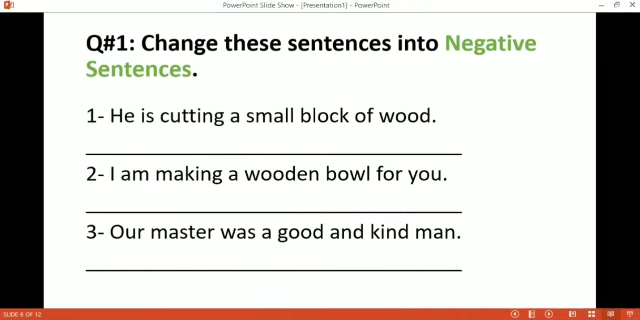 PowerPoint Slide Show - [Presentation1] - PowerPoint
Q#1: Change these sentences into Negative
Sentences.
1- He is cutting a small block of wood.
2- I am making a wooden bowl for you.
3- Our master was a good and kind man.
SLIDE 6 OF 12